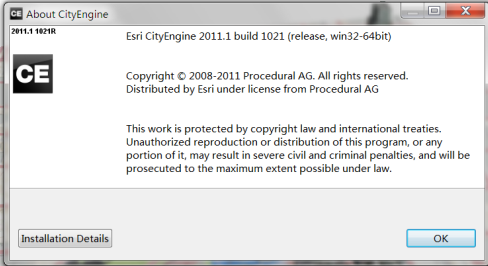 CE About CityEngine
2011.1 1021R
Esri CityEngine 2011.1 build 1021 (release, win32-64bit)
CE
Copyright © 2008-2011 Procedural AG. All rights reserved.
Distributed by Esri under license from Procedural AG
This work is protected by copyright law and international treaties.
Unauthorized reproduction or distribution of this program, or any
portion of it, may result in severe civil and criminal penalties, and will be
prosecuted to the maximum extent possible under law.
Installation Details
OK